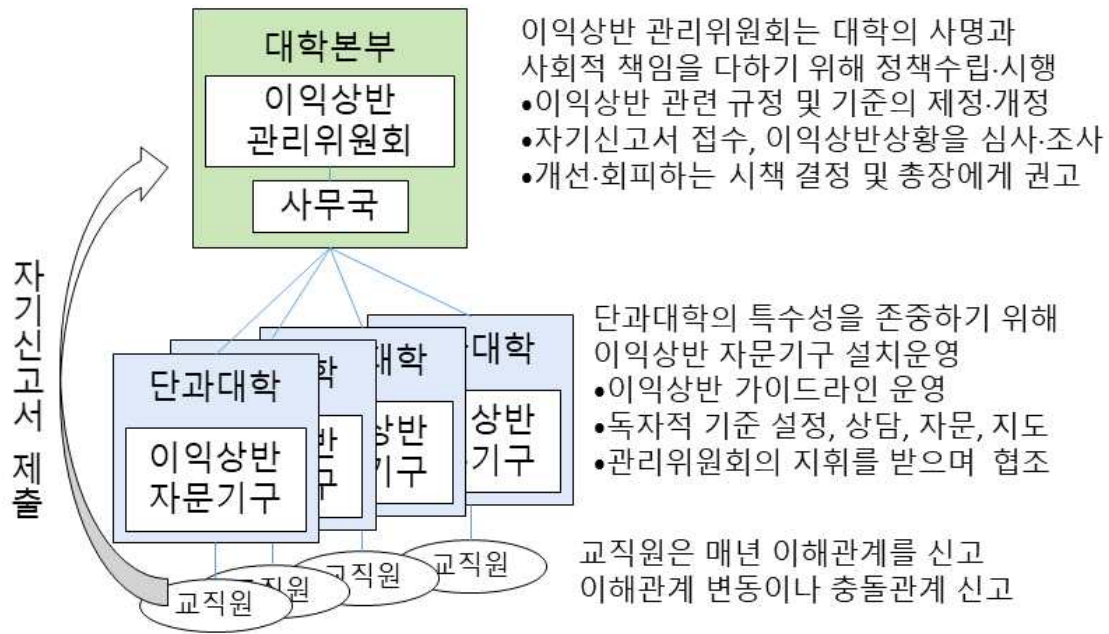 대학본부
이익상반
관리위원회
사무국
이익상반 관리위원회는 대학의 사명과
사회적 책임을 다하기 위해 정책수립·시행
•이익상반 관련 규정 및 기준의 제정·개정
•자기신고서 접수, 이익상반상황을 심사·조사
•개선·회피하는 시책 결정 및 총장에게 권고
자기신고서 제출
단과대학
이익상반
자문기구
학
반
구
대학
상반
기구
대학
상반
기구
단과대학의 특수성을 존중하기 위해
이익상반 자문기구 설치운영
•이익상반 가이드라인 운영
•독자적 기준 설정, 상담, 자문, 지도
•관리위원회의 지휘를 받으며 협조
교직원
교직원
교직원
교직원
교직원은 매년 이해관계를 신고
이해관계 변동이나 충돌관계 신고